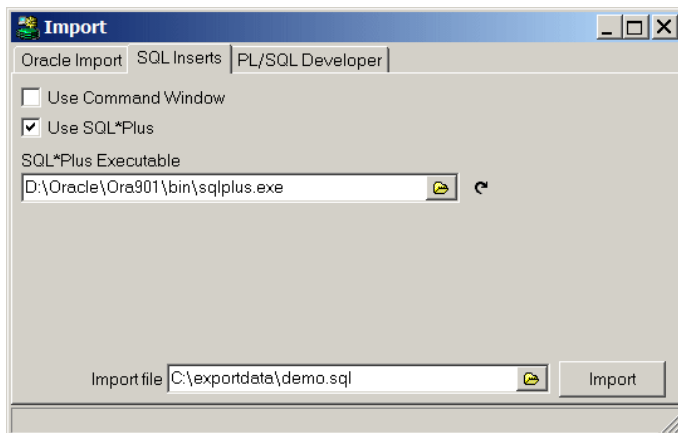 Import
Oracle Import SQL Inserts PL/SQL Developer
Use Command Window
Use SQL*Plus
SQL*Plus Executable
D:\Oracle\Ora901\bin\sqlplus.exe
Import file C:\exportdata\demo.sql Import